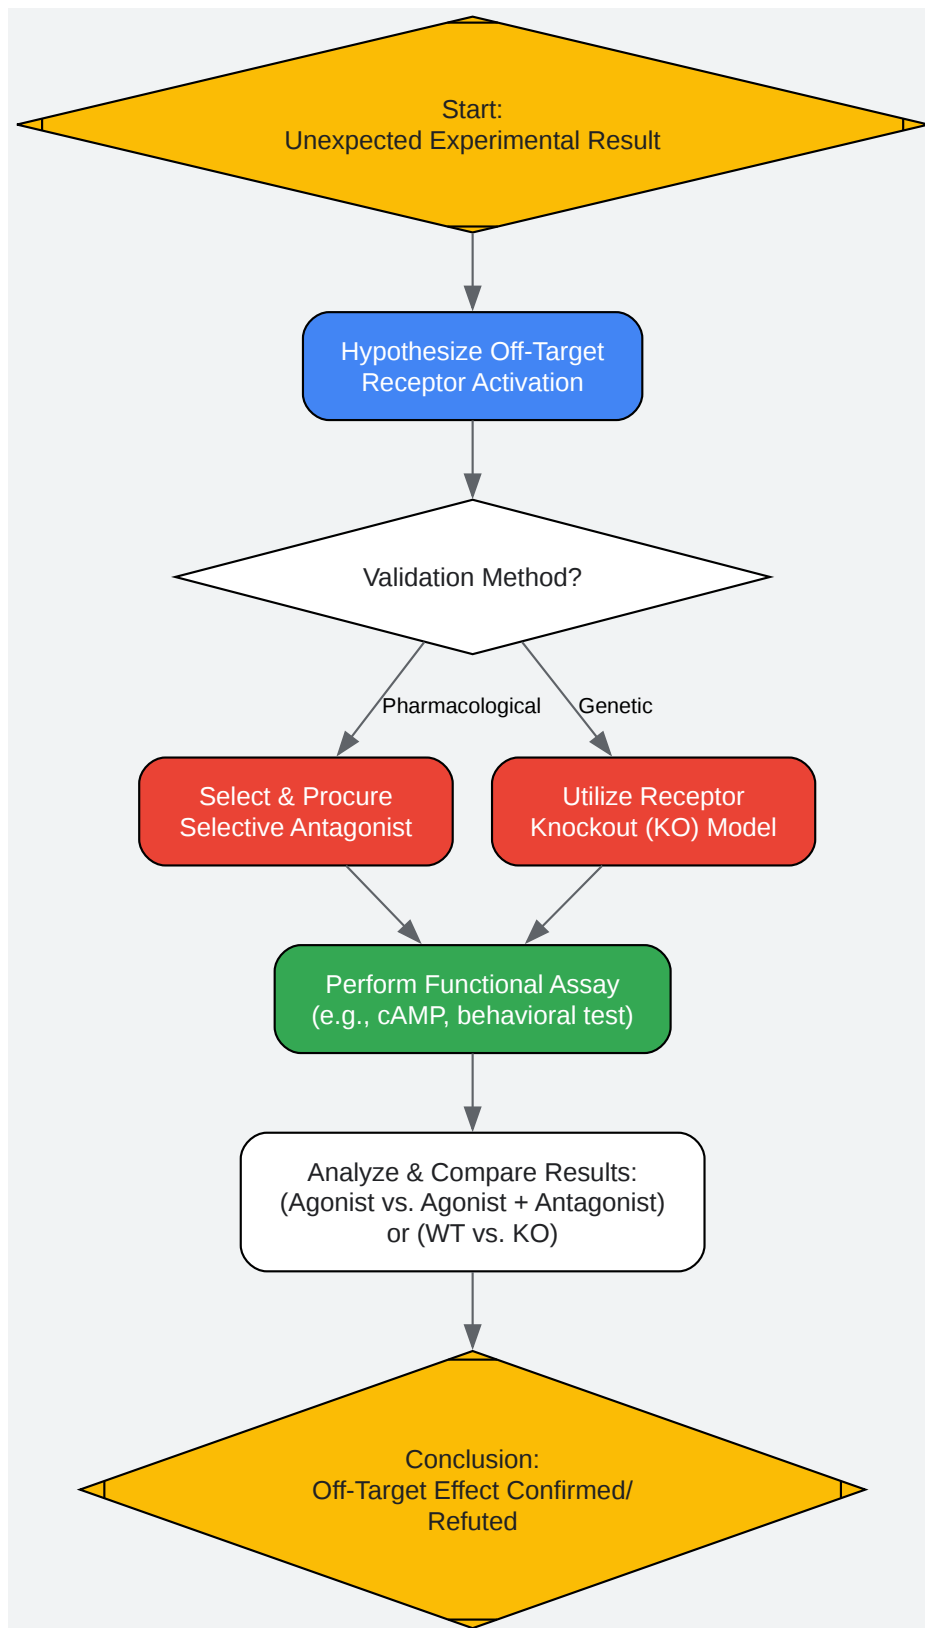 Start:
Unexpected Experimental Result
Hypothesize Off-Target
Receptor Activation
Validation Method?
Pharmacological
Genetic
Select & Procure
Selective Antagonist
Utilize Receptor
Knockout (KO) Model
Perform Functional Assay
(e.g., cAMP, behavioral test)
Analyze & Compare Results:
(Agonist vs. Agonist + Antagonist)
or (WT vs. KO)
Conclusion:
Off-Target Effect Confirmed/
Refuted